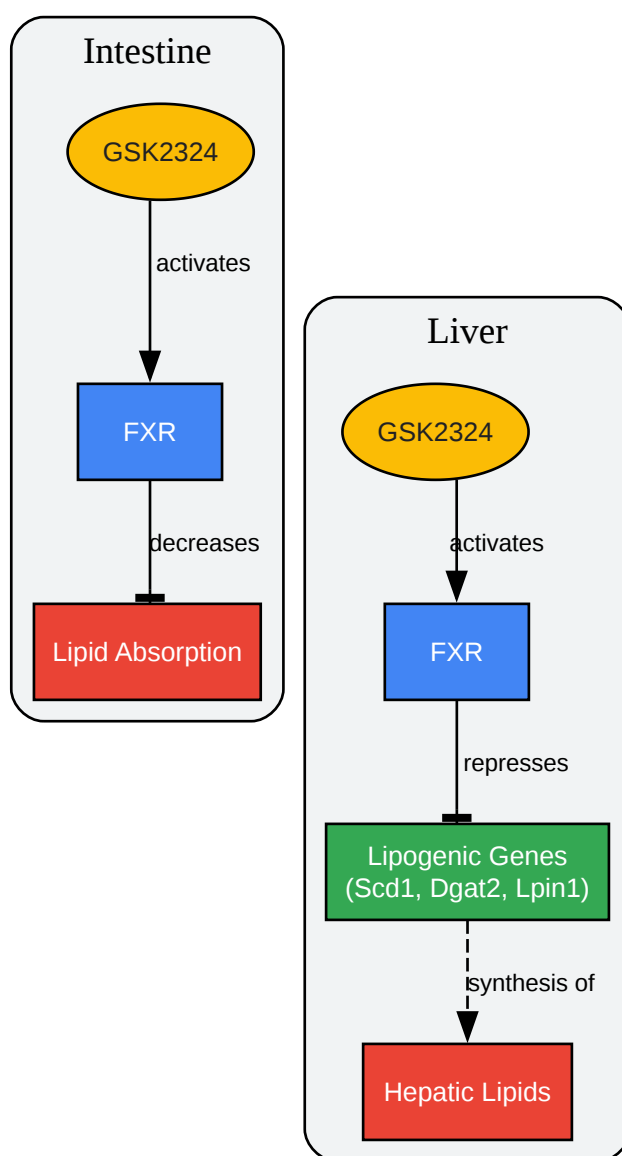 Intestine
GSK2324
activates
FXR
decreases
Lipid Absorption
Liver
GSK2324
activates
FXR
represses
Lipogenic Genes
(Scd1, Dgat2, Lpin1)
synthesis of
Hepatic Lipids